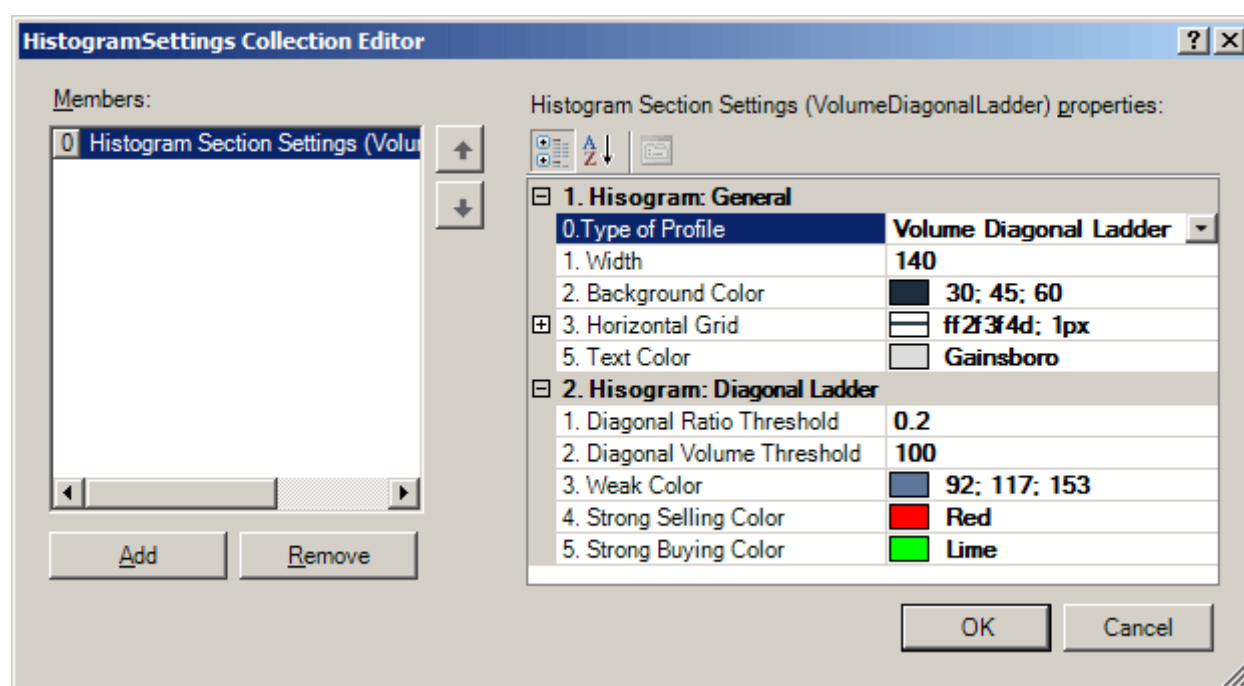 HistogramSettings Collection Editor
Members:
0 Histogram Section Settings (Volu
Add
Remove
Histogram Section Settings (VolumeDiagonalLadder) properties:
A
Z
1. Hisogram: General
0.Type of Profile Volume Diagonal Ladder
1. Width 140
2. Background Color 30; 45; 60
3. Horizontal Grid ff2f3f4d; 1px
5. Text Color Gainsboro
2. Hisogram: Diagonal Ladder
1. Diagonal Ratio Threshold 0.2
2. Diagonal Volume Threshold 100
3. Weak Color 92; 117; 153
4. Strong Selling Color Red
5. Strong Buying Color Lime
OK
Cancel